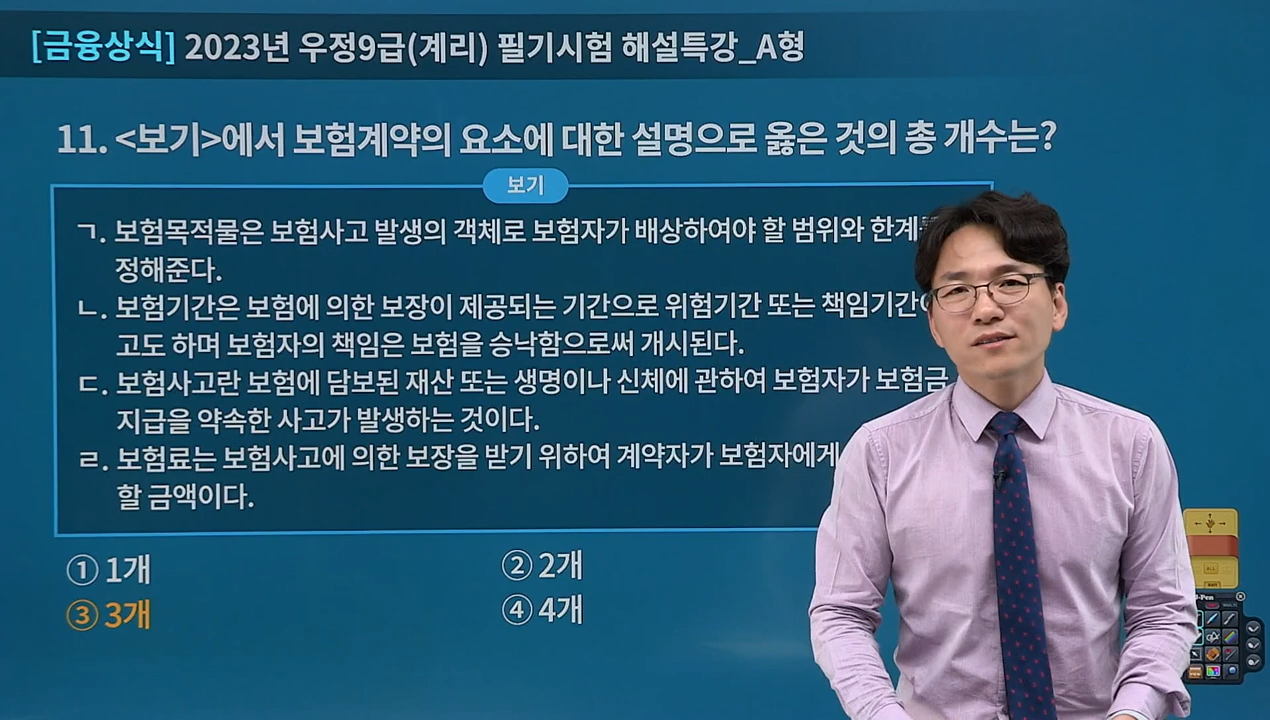 [금융상식] 2023년 우정9급(계리) 필기시험 해설특강_A형
11. <보기>에서 보험계약의 요소에 대한 설명으로 옳은 것의 총 개수는?
보기
ㄱ. 보험목적물은 보험사고 발생의 객체로 보험자가 배상하여야 할 범위와 한계를
정해준다.
ㄴ. 보험기간은 보험에 의한 보장이 제공되는 기간으로 위험기간 또는 책임기간이
고도 하며 보험자의 책임은 보험을 승낙함으로써 개시된다.
ㄷ. 보험사고란 보험에 담보된 재산 또는 생명이나 신체에 관하여 보험자가 보험금
지급을 약속한 사고가 발생하는 것이다.
ㄹ. 보험료는 보험사고에 의한 보장을 받기 위하여 계약자가 보험자에게
할 금액이다.
① 1개
② 2개
③ 3개
④ 4개
ALL